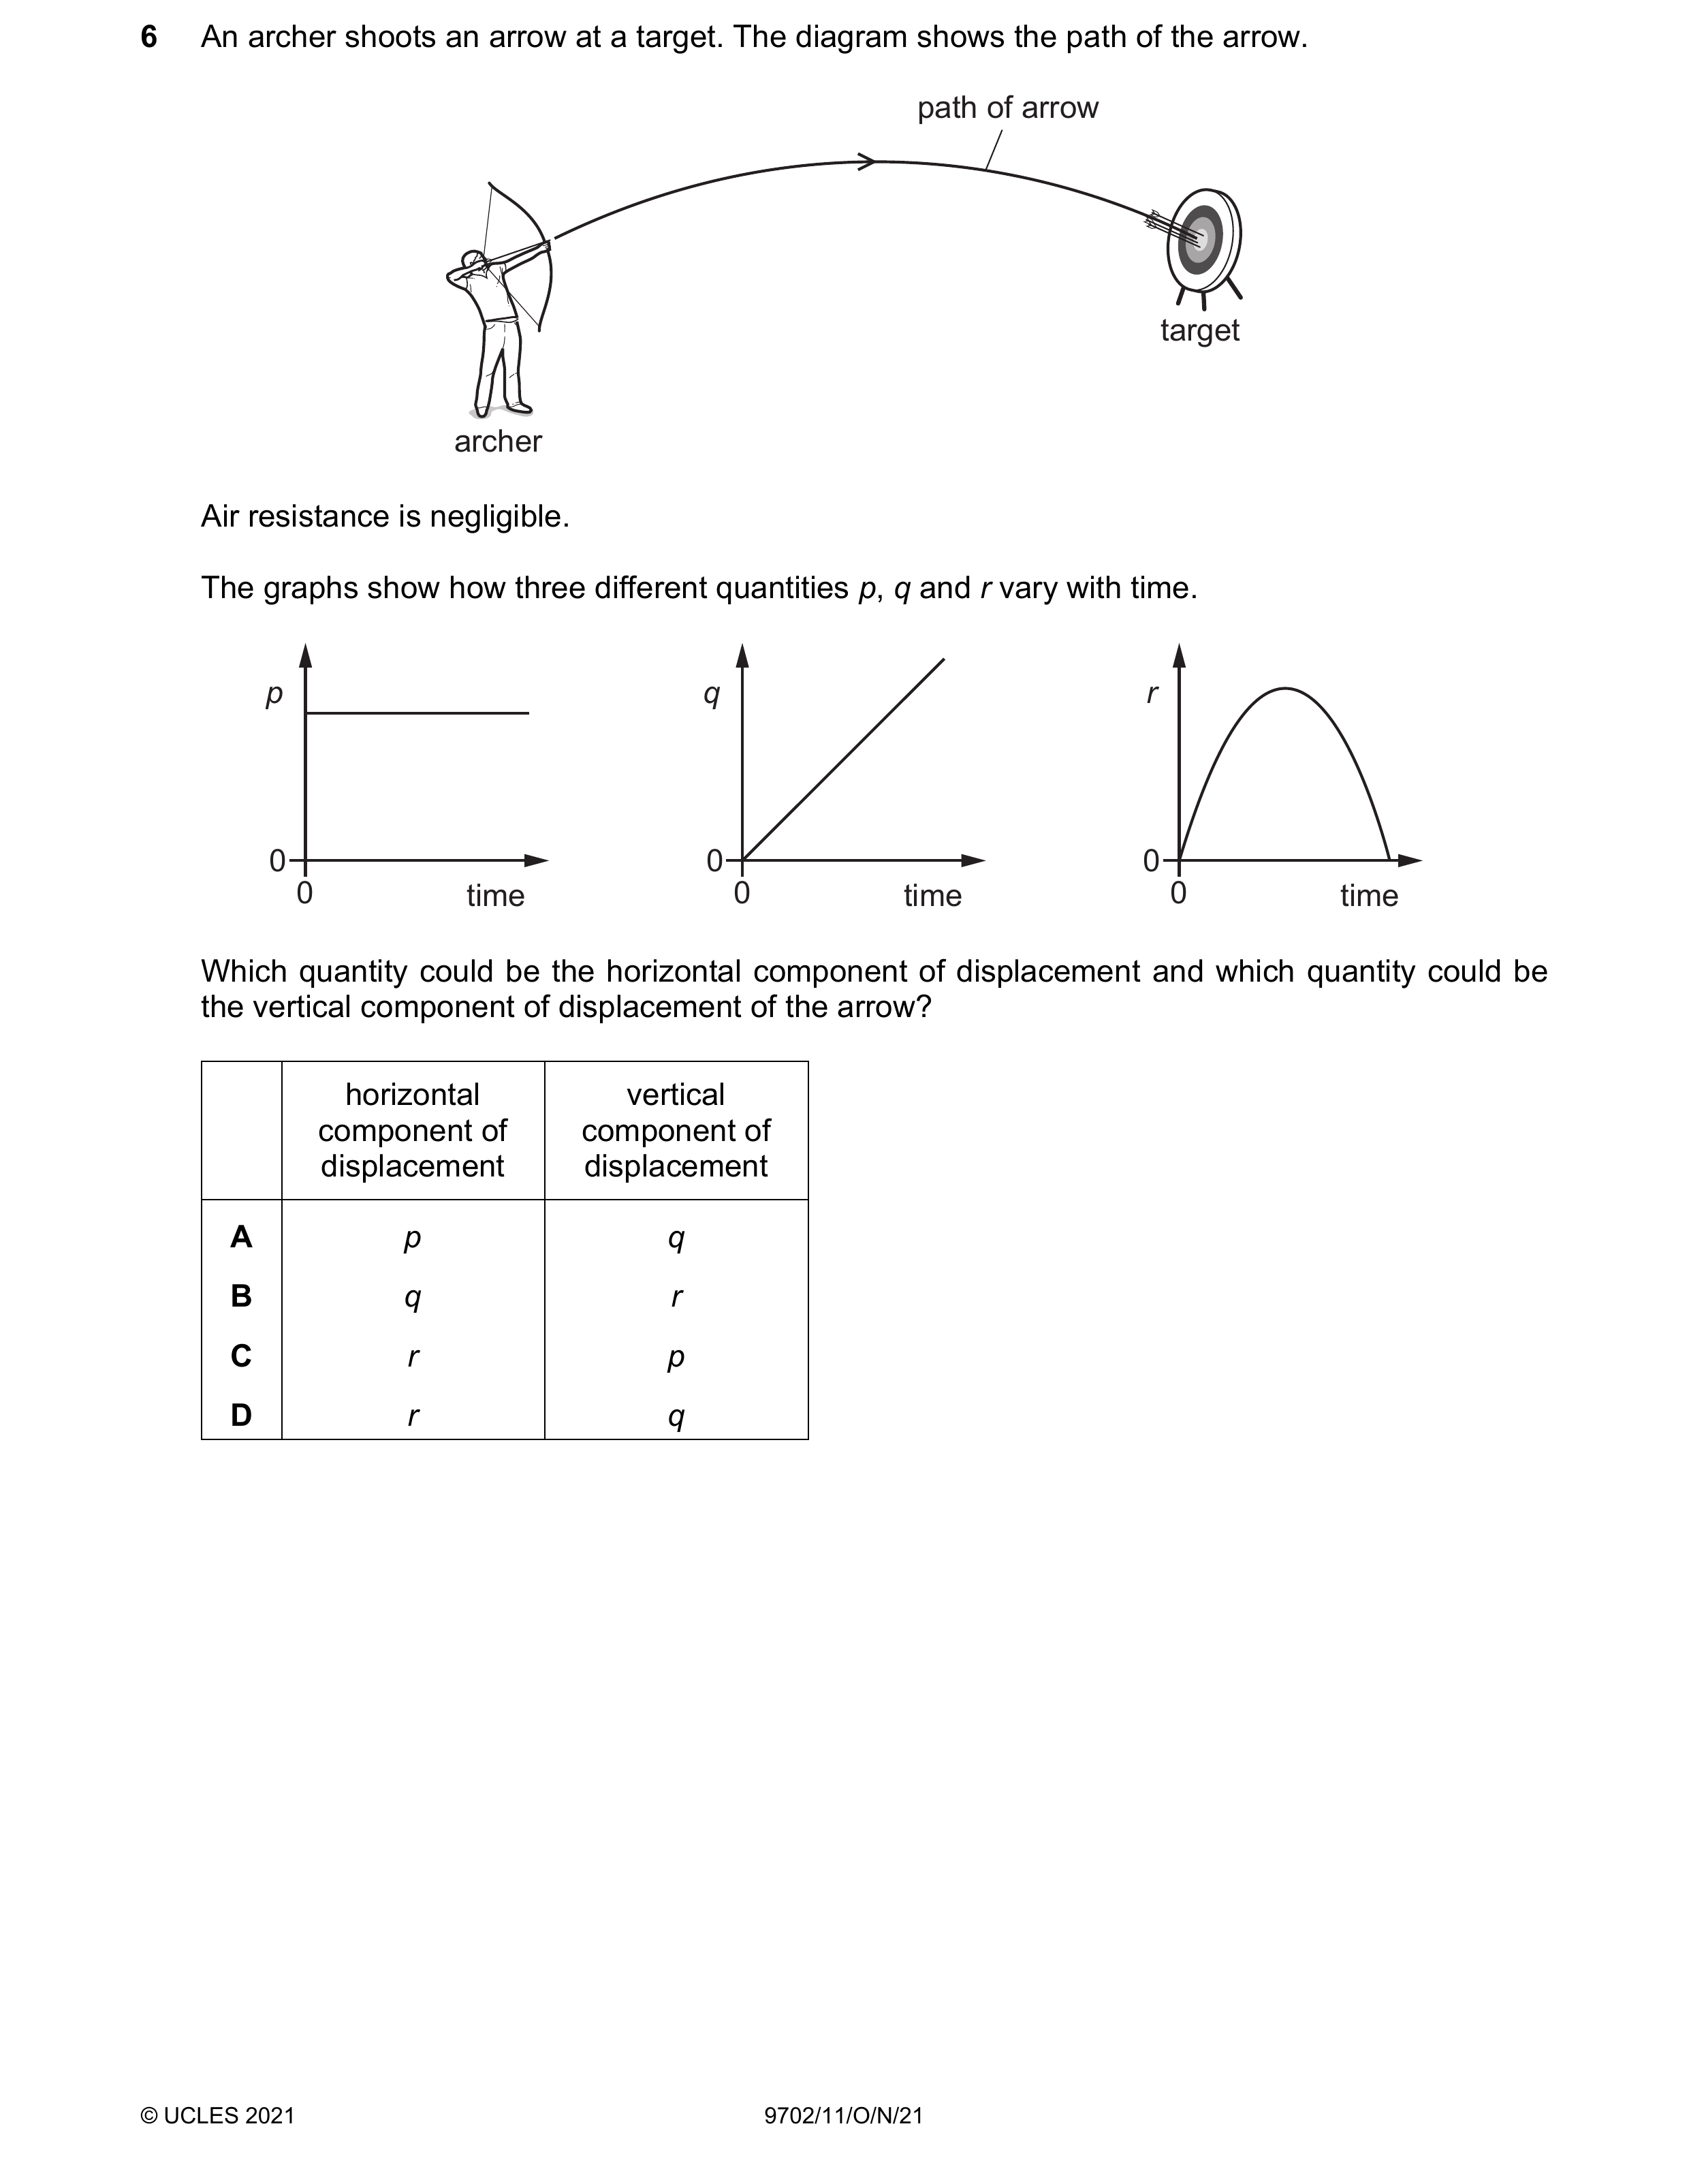 6 An archer shoots an arrow at a target. The diagram shows the path of the arrow.
path of arrow
target
archer
Air resistance is negligible.
The graphs show how three different quantities p, q and r vary with time.
p
0
0
time
q
0
0
time
r
0
0
time
Which quantity could be the horizontal component of displacement and which quantity could be
the vertical component of displacement of the arrow?
horizontal
component of
displacement
vertical
component of
displacement
A p q
B q r
C r p
D r q
© UCLES 2021 9702/11/O/N/21